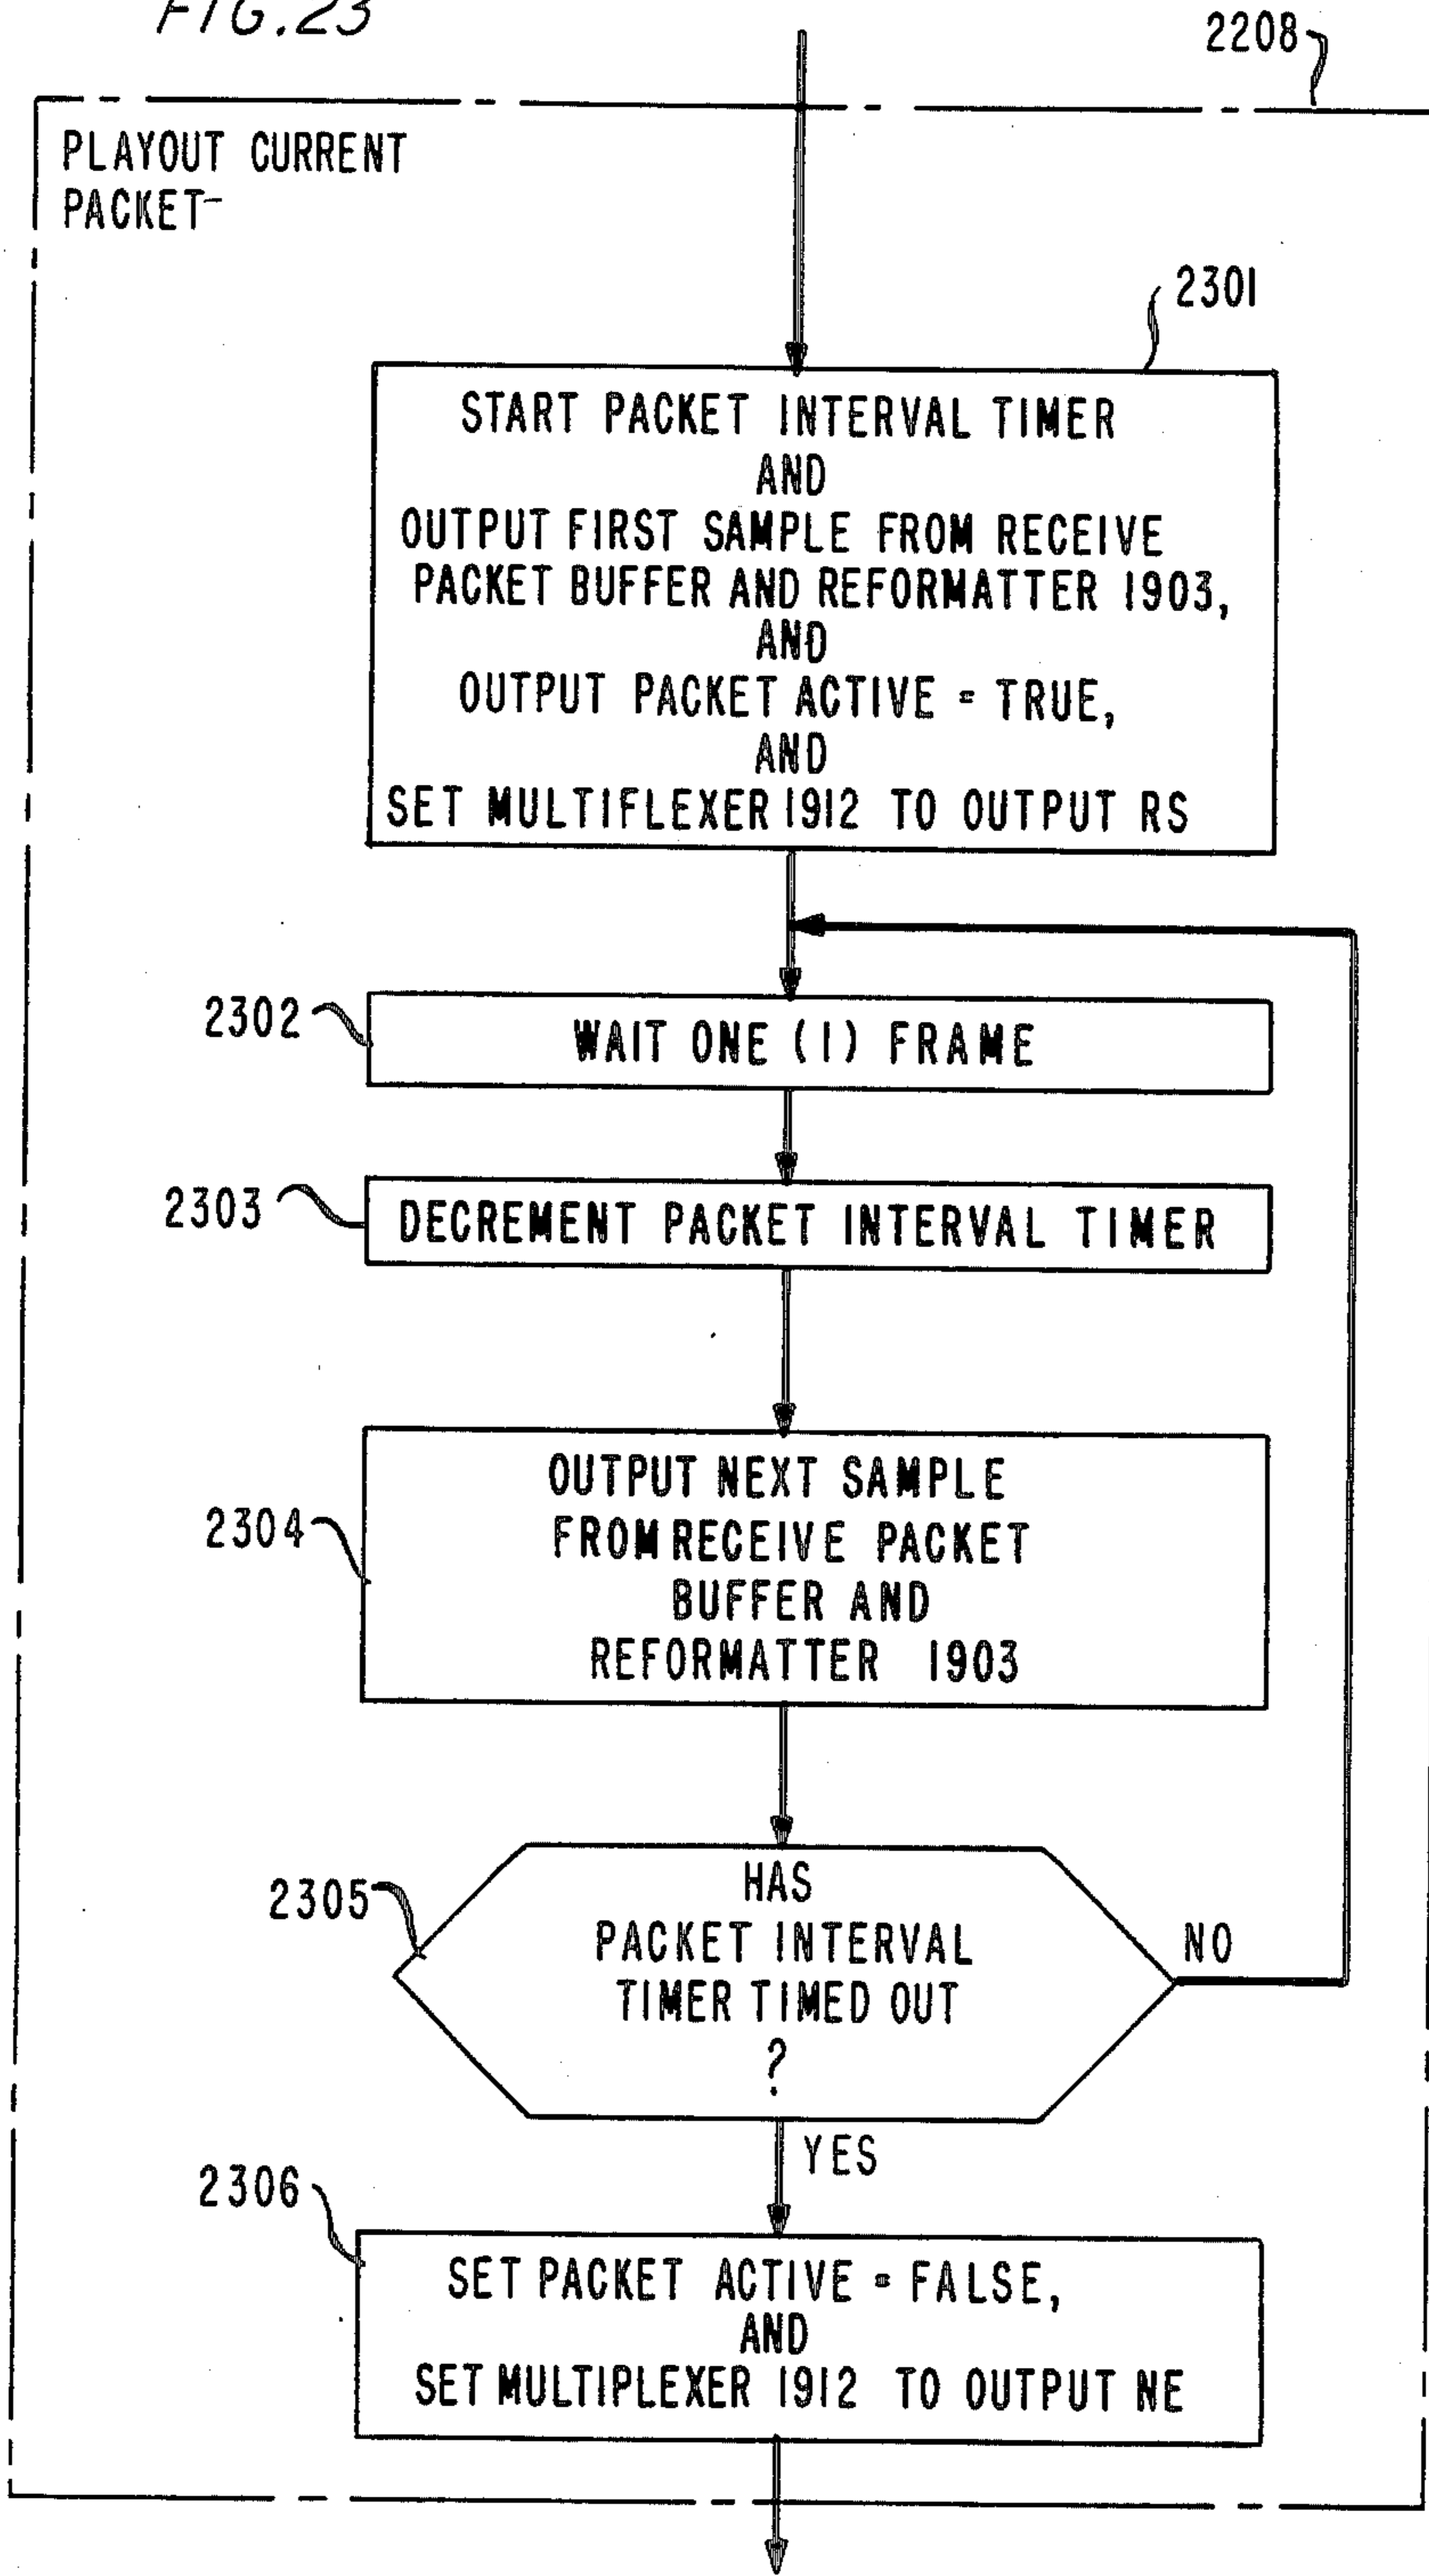 FIG. 23
2208
PLAYOUT CURRENT
PACKET
2301
START PACKET INTERVAL TIMER
AND
OUTPUT FIRST SAMPLE FROM RECEIVE
PACKET BUFFER AND REFORMATTER 1903,
AND
OUTPUT PACKET ACTIVE = TRUE,
AND
SET MULTIFLEXER 1912 TO OUTPUT RS
2302
WAIT ONE (1) FRAME
2303
DECREMENT PACKET INTERVAL TIMER
2304
OUTPUT NEXT SAMPLE
FROM RECEIVE PACKET
BUFFER AND
REFORMATTER 1903
2305
HAS
PACKET INTERVAL
TIMER TIMED OUT
?
NO
YES
2306
SET PACKET ACTIVE = FALSE,
AND
SET MULTIPLEXER 1912 TO OUTPUT NE